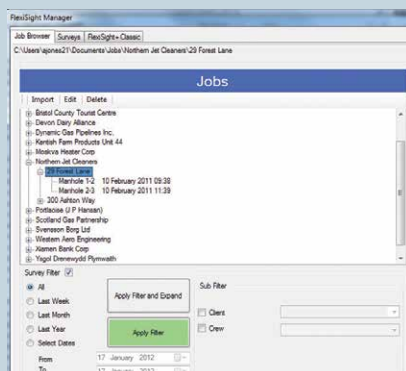 FlexiSight Manager
Job Browser Surveys FlexiSight+ Classic
C:\Users\ajones21\Documents\Jobs\Northern Jet Cleaners\29 Forest Lane
Jobs
Import Edit Delete
Bristol County Tourist Centre
Devon Dairy Alliance
Dynamic Gas Pipelines Inc.
Kentish Farm Products Unit 44
Moskva Heater Corp
Northern Jet Cleaners
29 Forest Lane
Manhole 1-2 10 February 2011 09:38
Manhole 2-3 10 February 2011 11:39
300 Ashton Way
Portlaoise (J P Hansan)
Scotland Gas Partnership
Svensson Borg Ltd
Western Aero Engineering
Xiamen Bank Corp
Ysgol Drenewydd Plymwaith
Survey Filter
All
Last Week
Last Month
Last Year
Select Dates
Apply Filter and Expand
Apply Filter
Sub Filter
Client
Crew
From 17 January 2012
To 17 January 2012